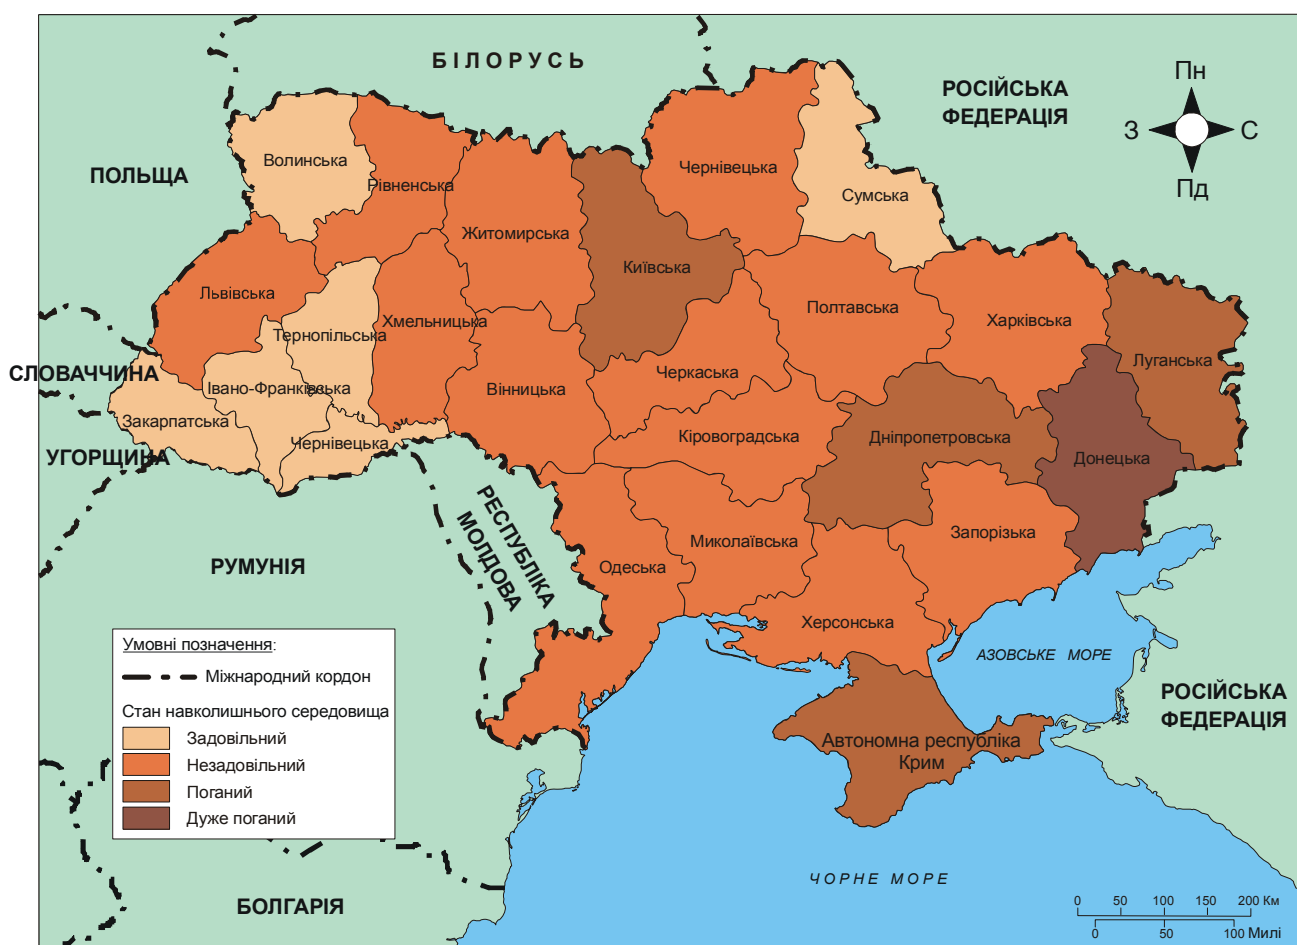 БІЛОРУСЬ
РОСІЙСЬКА
ФЕДЕРАЦІЯ
Пн
З
С
Пд
ПОЛЬЩА
Волинська
Рівненська
Житомирська
Чернівецька
Сумська
Київська
Львівська
Тернопільська
Хмельницька
Полтавська
Харківська
Луганська
СЛОВАЧЧИНА
Івано-Франківська
Вінницька
Черкаська
Закарпатська
Чернівецька
Кіровоградська
Дніпропетровська
Донецька
УГОРЩИНА
РЕСПУБЛІКА
МОЛДОВА
РУМУНІЯ
Одеська
Миколаївська
Запорізька
Херсонська
АЗОВСЬКЕ МОРЕ
РОСІЙСЬКА
ФЕДЕРАЦІЯ
Автономна республіка
Крим
Умовні позначення:
Міжнародний кордон
Стан навколишнього середовища
Задовільний
Незадовільний
Поганий
Дуже поганий
БОЛГАРІЯ
ЧОРНЕ МОРЕ
0 50 100 150 200 Км
0 50 100 Милі